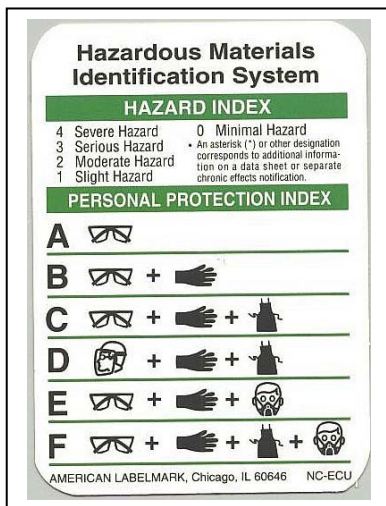 Hazardous Materials
Identification System
HAZARD INDEX
4 Severe Hazard
3 Serious Hazard
2 Moderate Hazard
1 Slight Hazard
0 Minimal Hazard
• An asterisk (*) or other designation
corresponds to additional informa-
tion on a data sheet or separate
chronic effects notification.
PERSONAL PROTECTION INDEX
A
B + 
C + +
D + +
E + +
F + + +
AMERICAN LABELMARK, Chicago, IL 60646 NC-ECU